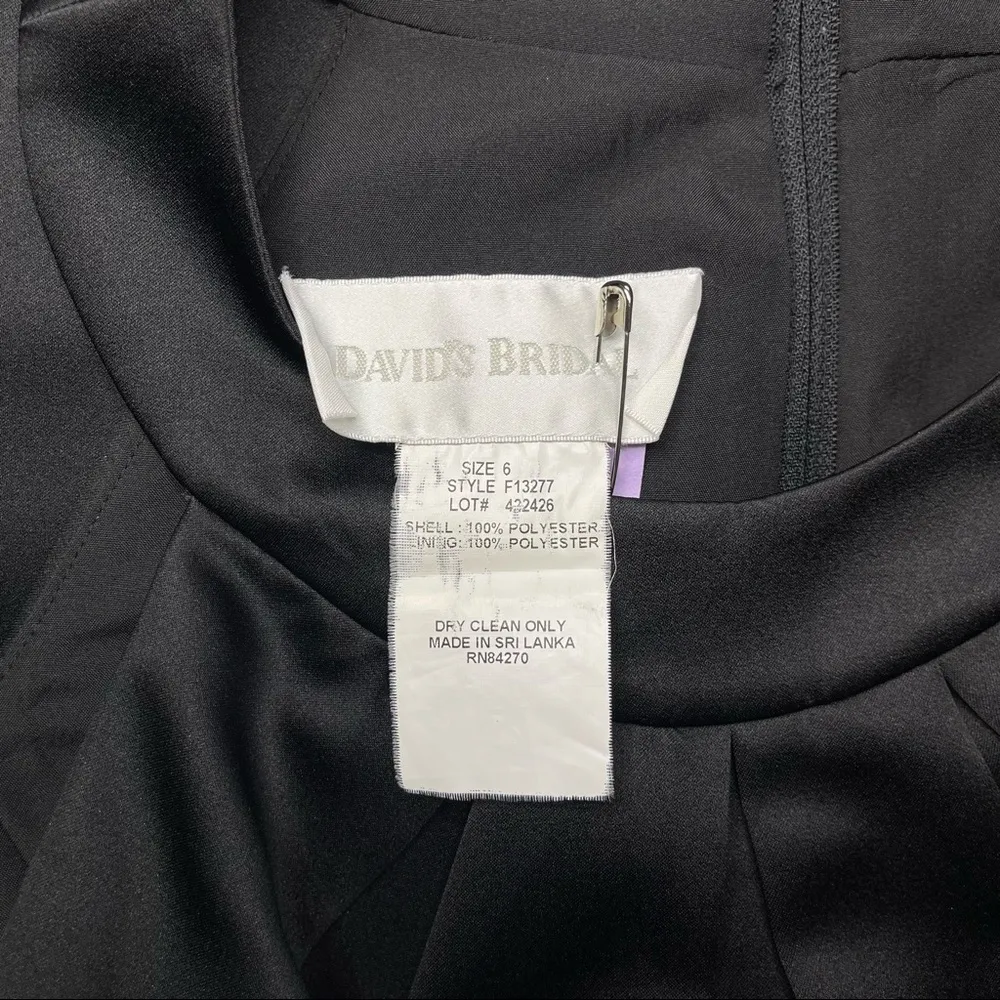 DAVID'S BRIDAL
SIZE 6
STYLE F13277
LOT# 422426
SHELL : 100% POLYESTER
LINING: 100% POLYESTER
DRY CLEAN ONLY
MADE IN SRI LANKA
RN84270